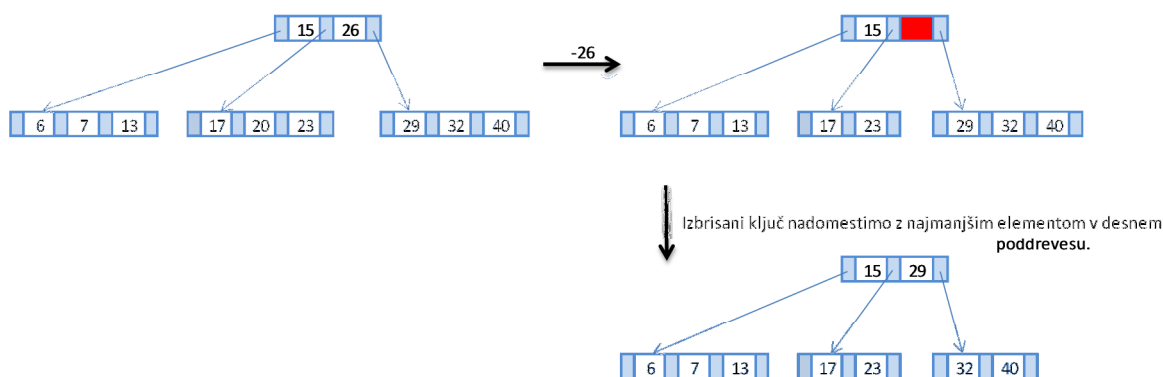 15 26
-26
15
6 7 13
17 20 23
29 32 40
6 7 13
17 23
29 32 40
Izbrisani ključ nadomestimo z najmanjšim elementom v desnem
poddrevesu.
15 29
6 7 13
17 23
32 40